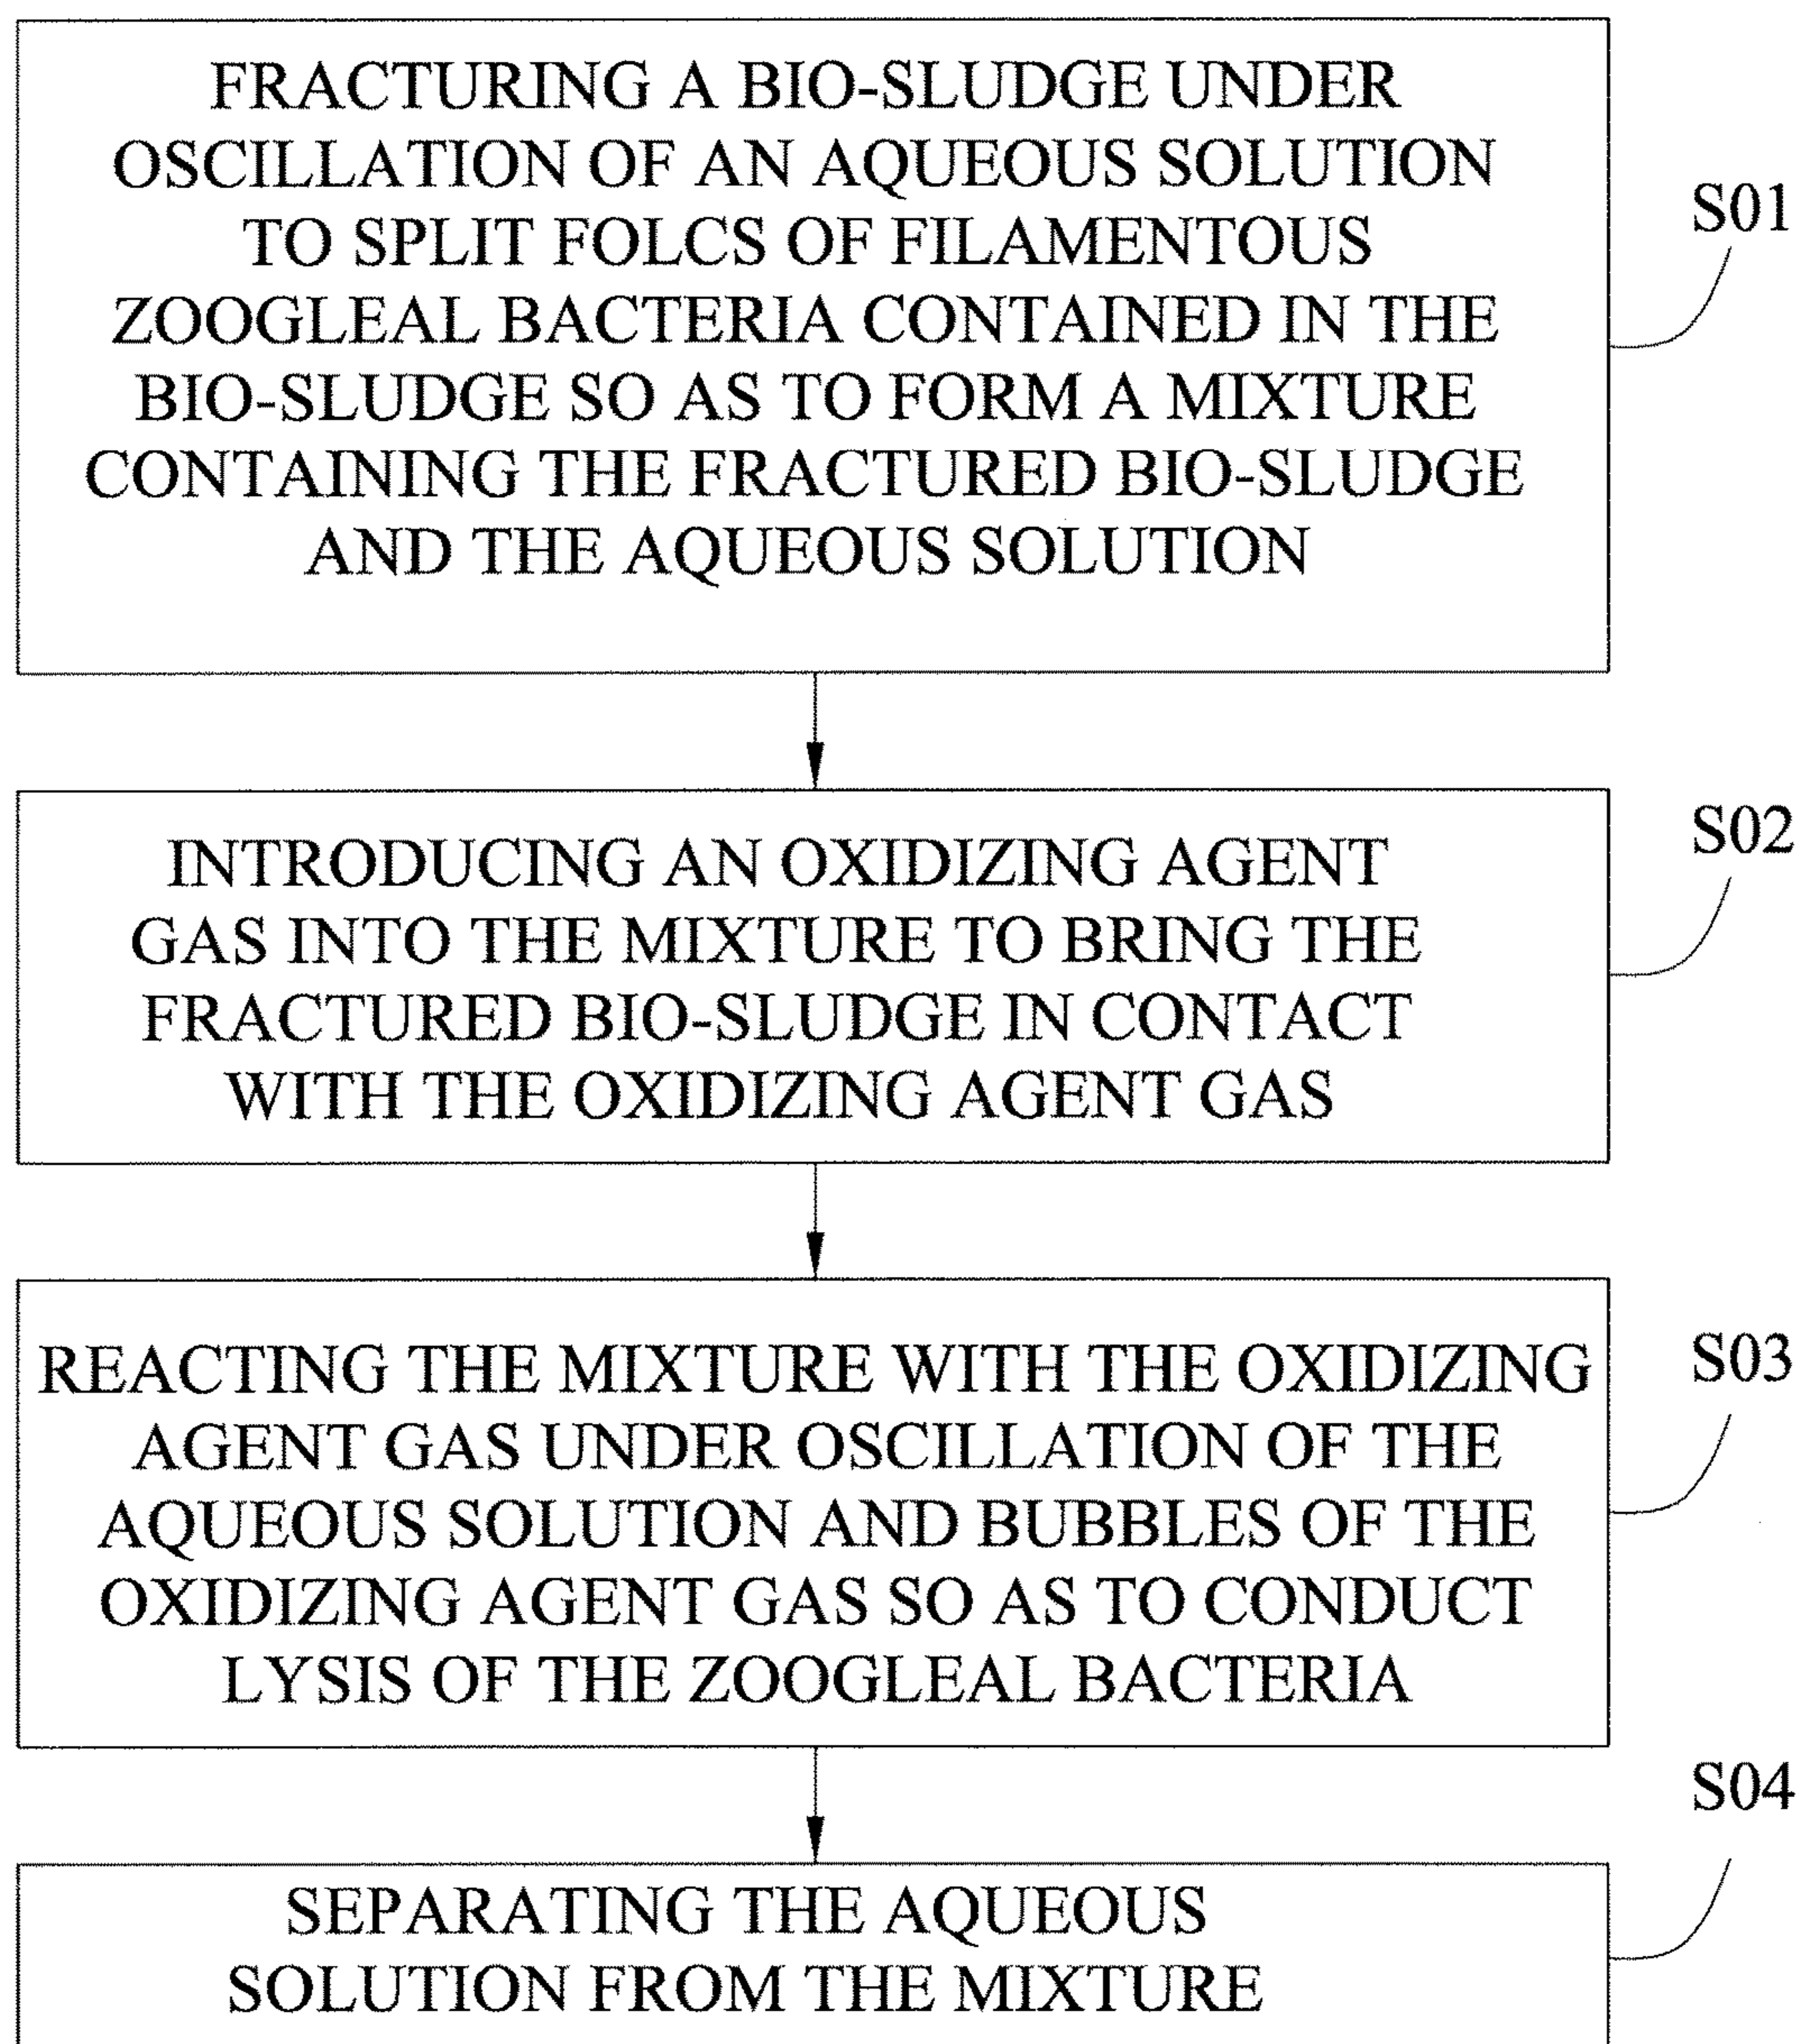 FRACTURING A BIO-SLUDGE UNDER
OSCILLATION OF AN AQUEOUS SOLUTION
TO SPLIT FOLCS OF FILAMENTOUS
ZOOGLEAL BACTERIA CONTAINED IN THE
BIO-SLUDGE SO AS TO FORM A MIXTURE
CONTAINING THE FRACTURED BIO-SLUDGE
AND THE AQUEOUS SOLUTION
S01
INTRODUCING AN OXIDIZING AGENT
GAS INTO THE MIXTURE TO BRING THE
FRACTURED BIO-SLUDGE IN CONTACT
WITH THE OXIDIZING AGENT GAS
S02
REACTING THE MIXTURE WITH THE OXIDIZING
AGENT GAS UNDER OSCILLATION OF THE
AQUEOUS SOLUTION AND BUBBLES OF THE
OXIDIZING AGENT GAS SO AS TO CONDUCT
LYSIS OF THE ZOOGLEAL BACTERIA
S03
SEPARATING THE AQUEOUS
SOLUTION FROM THE MIXTURE
S04